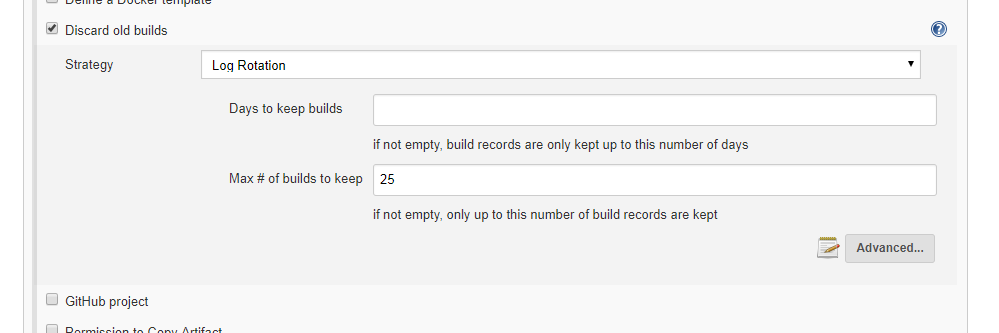 Define a Docker template
Discard old builds
Strategy
Log Rotation
Days to keep builds
if not empty, build records are only kept up to this number of days
Max # of builds to keep
25
if not empty, only up to this number of build records are kept
Advanced...
GitHub project
Permission to Copy Artifact